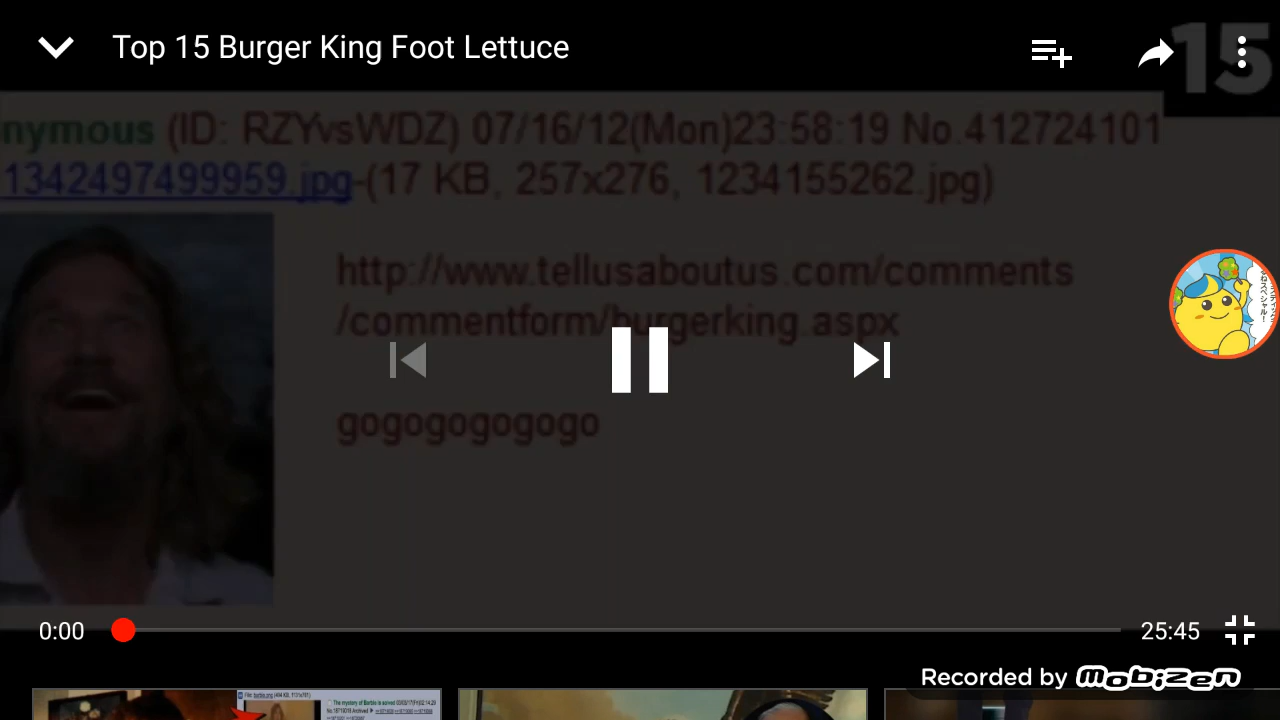 Top 15 Burger King Foot Lettuce
15
nymous (ID: RZYvsWDZ) 07/16/12(Mon)23:58:19 No.412724101
1342497499959.jpg-(17 KB, 257x276, 1234155262.jpg)
http://www.tellusaboutus.com/comments
/commentform/burgerking.aspx
gogogogogogo
0:00
25:45
Recorded by mobizen